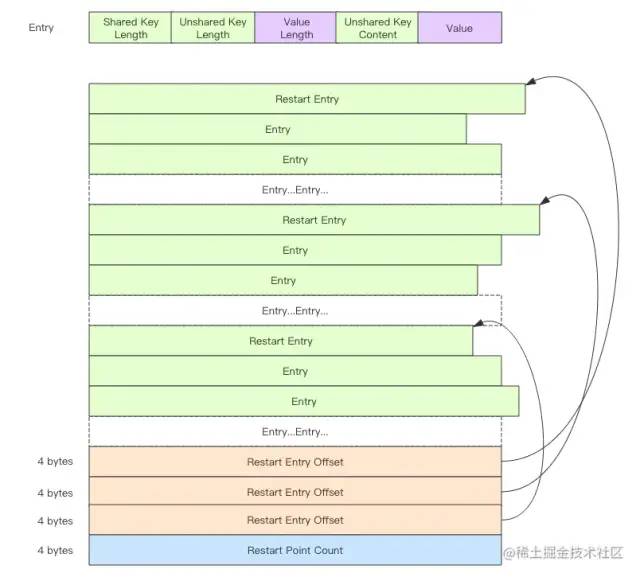 Entry
Shared Key
Length
Unshared Key
Length
Value
Length
Unshared Key
Content
Value
Restart Entry
Entry
Entry
Entry...Entry...
Restart Entry
Entry
Entry
Entry...Entry...
Restart Entry
Entry
Entry
Entry...Entry...
4 bytes
Restart Entry Offset
4 bytes
Restart Entry Offset
4 bytes
Restart Entry Offset
4 bytes
Restart Point Count
@稀土掘金技术社区